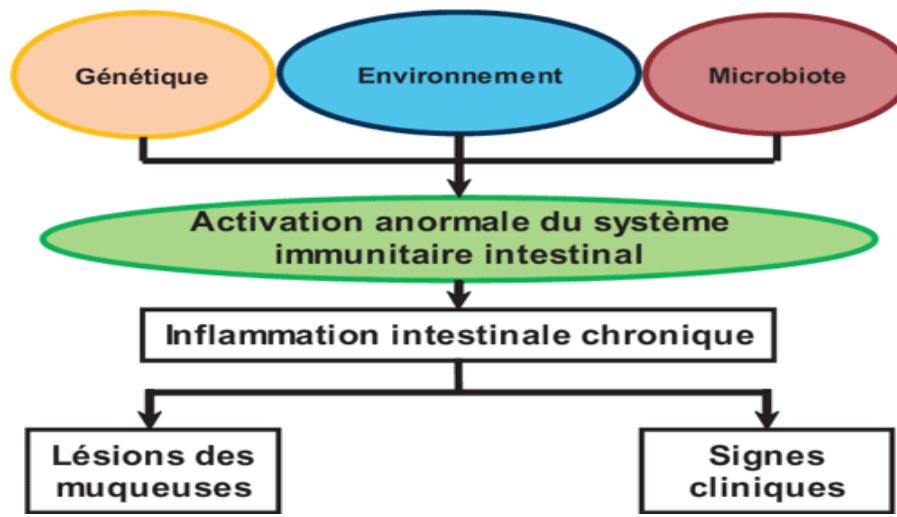 Génétique
Environnement
Microbiote
Activation anormale du système
immunitaire intestinal
Inflammation intestinale chronique
Lésions des
muqueuses
Signes
cliniques